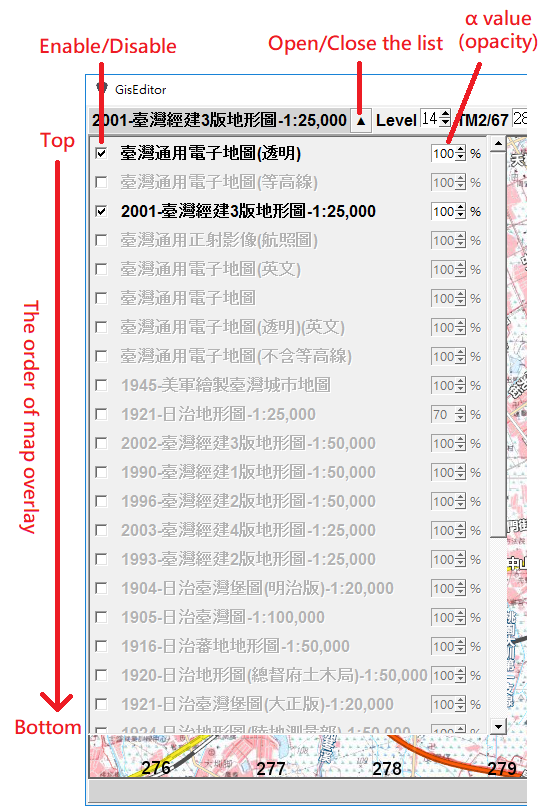 α value
Enable/Disable
Open/Close the list
(opacity)
GisEditor
2001-臺灣經建3版地形圖-1:25,000 ▲ Level 14 TM2/67 28
Top
臺灣通用電子地圖(透明) 100 %
臺灣通用電子地圖(等高線) 100 %
2001-臺灣經建3版地形圖-1:25,000 100 %
臺灣通用正射影像(航照圖) 100 %
臺灣通用電子地圖(英文) 100 %
臺灣通用電子地圖 100 %
臺灣通用電子地圖(透明)(英文) 100 %
臺灣通用電子地圖(不含等高線) 100 %
1945-美軍繪製臺灣城市地圖 100 %
1921-日治地形圖-1:25,000 70 %
2002-臺灣經建3版地形圖-1:50,000 100 %
1990-臺灣經建1版地形圖-1:50,000 100 %
1996-臺灣經建2版地形圖-1:50,000 100 %
2003-臺灣經建4版地形圖-1:25,000 100 %
1993-臺灣經建2版地形圖-1:25,000 100 %
1904-日治臺灣堡圖(明治版)-1:20,000 100 %
1905-日治臺灣圖-1:100,000 100 %
1916-日治蕃地地形圖-1:50,000 100 %
1920-日治地形圖(總督府土木局)-1:50,000 100 %
1921-日治臺灣堡圖(大正版)-1:20,000 100 %
1924-日治地形圖(陸地測量部)-1:50,000 100 %
The order of map overlay
Bottom
276 277 278 279